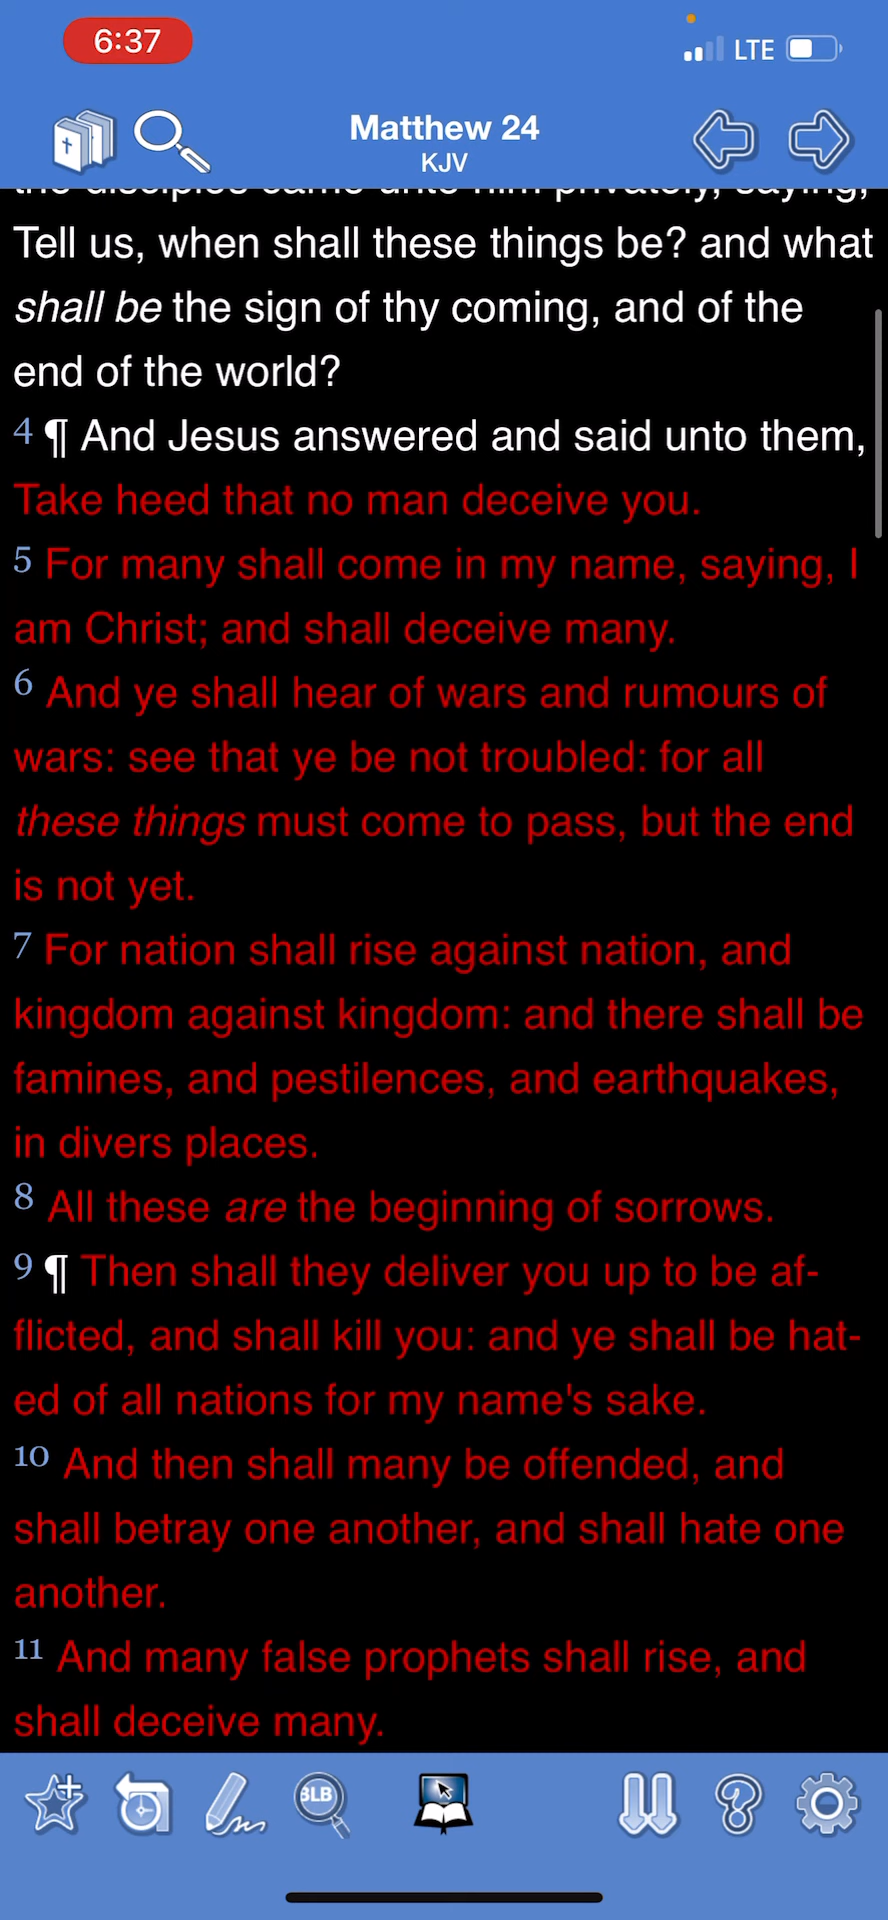 6:37
LTE
Matthew 24
KJV
the disciples came unto him privately, saying,
Tell us, when shall these things be? and what
shall be the sign of thy coming, and of the
end of the world?
4 ¶ And Jesus answered and said unto them,
Take heed that no man deceive you.
5 For many shall come in my name, saying, I
am Christ; and shall deceive many.
6 And ye shall hear of wars and rumours of
wars: see that ye be not troubled: for all
these things must come to pass, but the end
is not yet.
7 For nation shall rise against nation, and
kingdom against kingdom: and there shall be
famines, and pestilences, and earthquakes,
in divers places.
8 All these are the beginning of sorrows.
9 ¶ Then shall they deliver you up to be af-
flicted, and shall kill you: and ye shall be hat-
ed of all nations for my name's sake.
10 And then shall many be offended, and
shall betray one another, and shall hate one
another.
11 And many false prophets shall rise, and
shall deceive many.
BLB